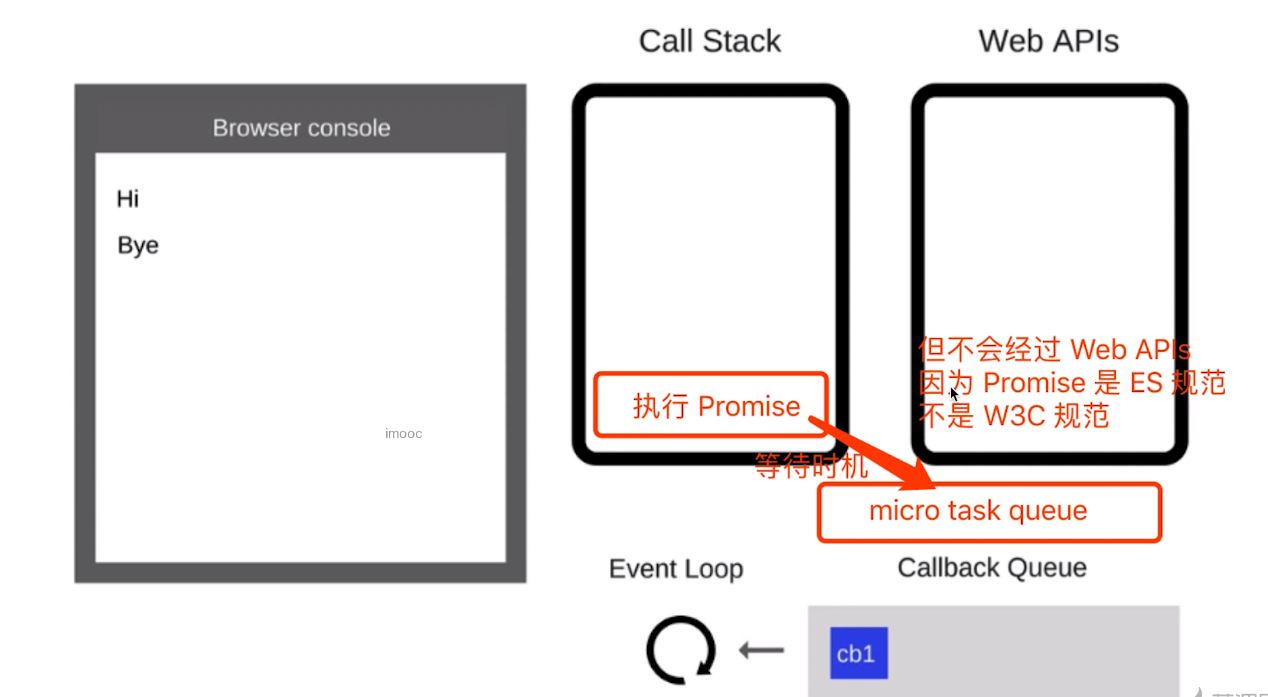 Call Stack
Web APIs
Browser console
Hi
Bye
imooc
执行 Promise
但不会经过 Web APIs
因为 Promise 是 ES 规范
不是 W3C 规范
等待时机
micro task queue
Event Loop
Callback Queue
cb1